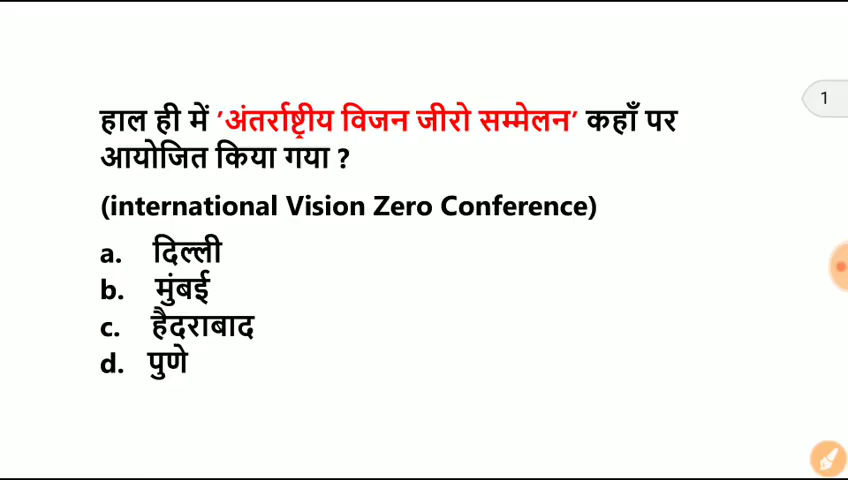 हाल ही में ’अंतर्राष्ट्रीय विजन जीरो सम्मेलन’ कहाँ पर
आयोजित किया गया ?
(international Vision Zero Conference)
a. दिल्ली
b. मुंबई
c. हैदराबाद
d. पुणे
1